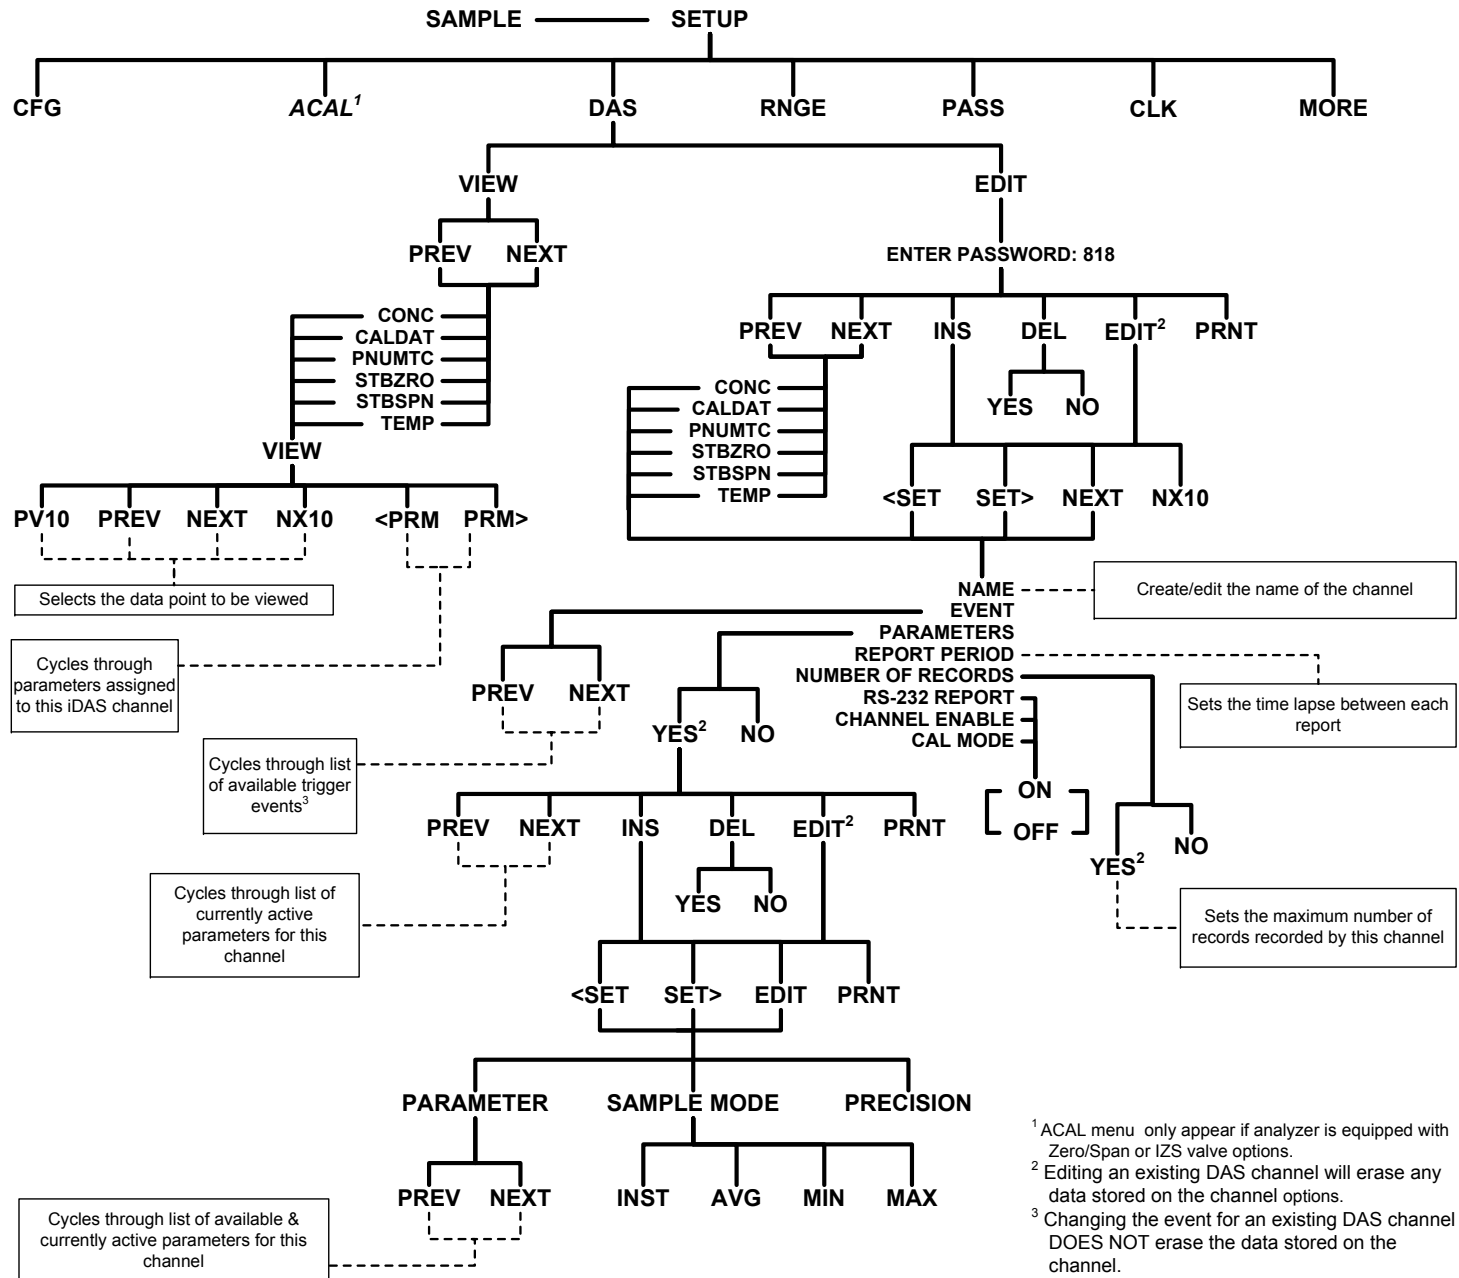 SAMPLE SETUP
CFG ACAL¹ DAS RNGE PASS CLK MORE
VIEW EDIT
PREV NEXT ENTER PASSWORD: 818
CONC
CALDAT
PNUMTC
STBZRO
STBSPN
TEMP
VIEW
PV10 PREV NEXT NX10 <PRM PRM>
Selects the data point to be viewed
Cycles through
parameters assigned
to this iDAS channel
PREV NEXT INS DEL EDIT² PRNT
YES NO
CONC
CALDAT
PNUMTC
STBZRO
STBSPN
TEMP
<SET SET> NEXT NX10
NAME
EVENT
PARAMETERS
REPORT PERIOD
NUMBER OF RECORDS
RS-232 REPORT
CHANNEL ENABLE
CAL MODE
Create/edit the name of the channel
Sets the time lapse between each
report
ON
OFF
YES² NO
Sets the maximum number of
records recorded by this channel
PREV NEXT
Cycles through list
of available trigger
events³
YES² NO
PREV NEXT INS DEL EDIT² PRNT
Cycles through list of
currently active
parameters for this
channel
YES NO
<SET SET> EDIT PRNT
PARAMETER SAMPLE MODE PRECISION
PREV NEXT INST AVG MIN MAX
Cycles through list of available &
currently active parameters for this
channel
¹ ACAL menu only appear if analyzer is equipped with
Zero/Span or IZS valve options.
² Editing an existing DAS channel will erase any
data stored on the channel options.
³ Changing the event for an existing DAS channel
DOES NOT erase the data stored on the
channel.